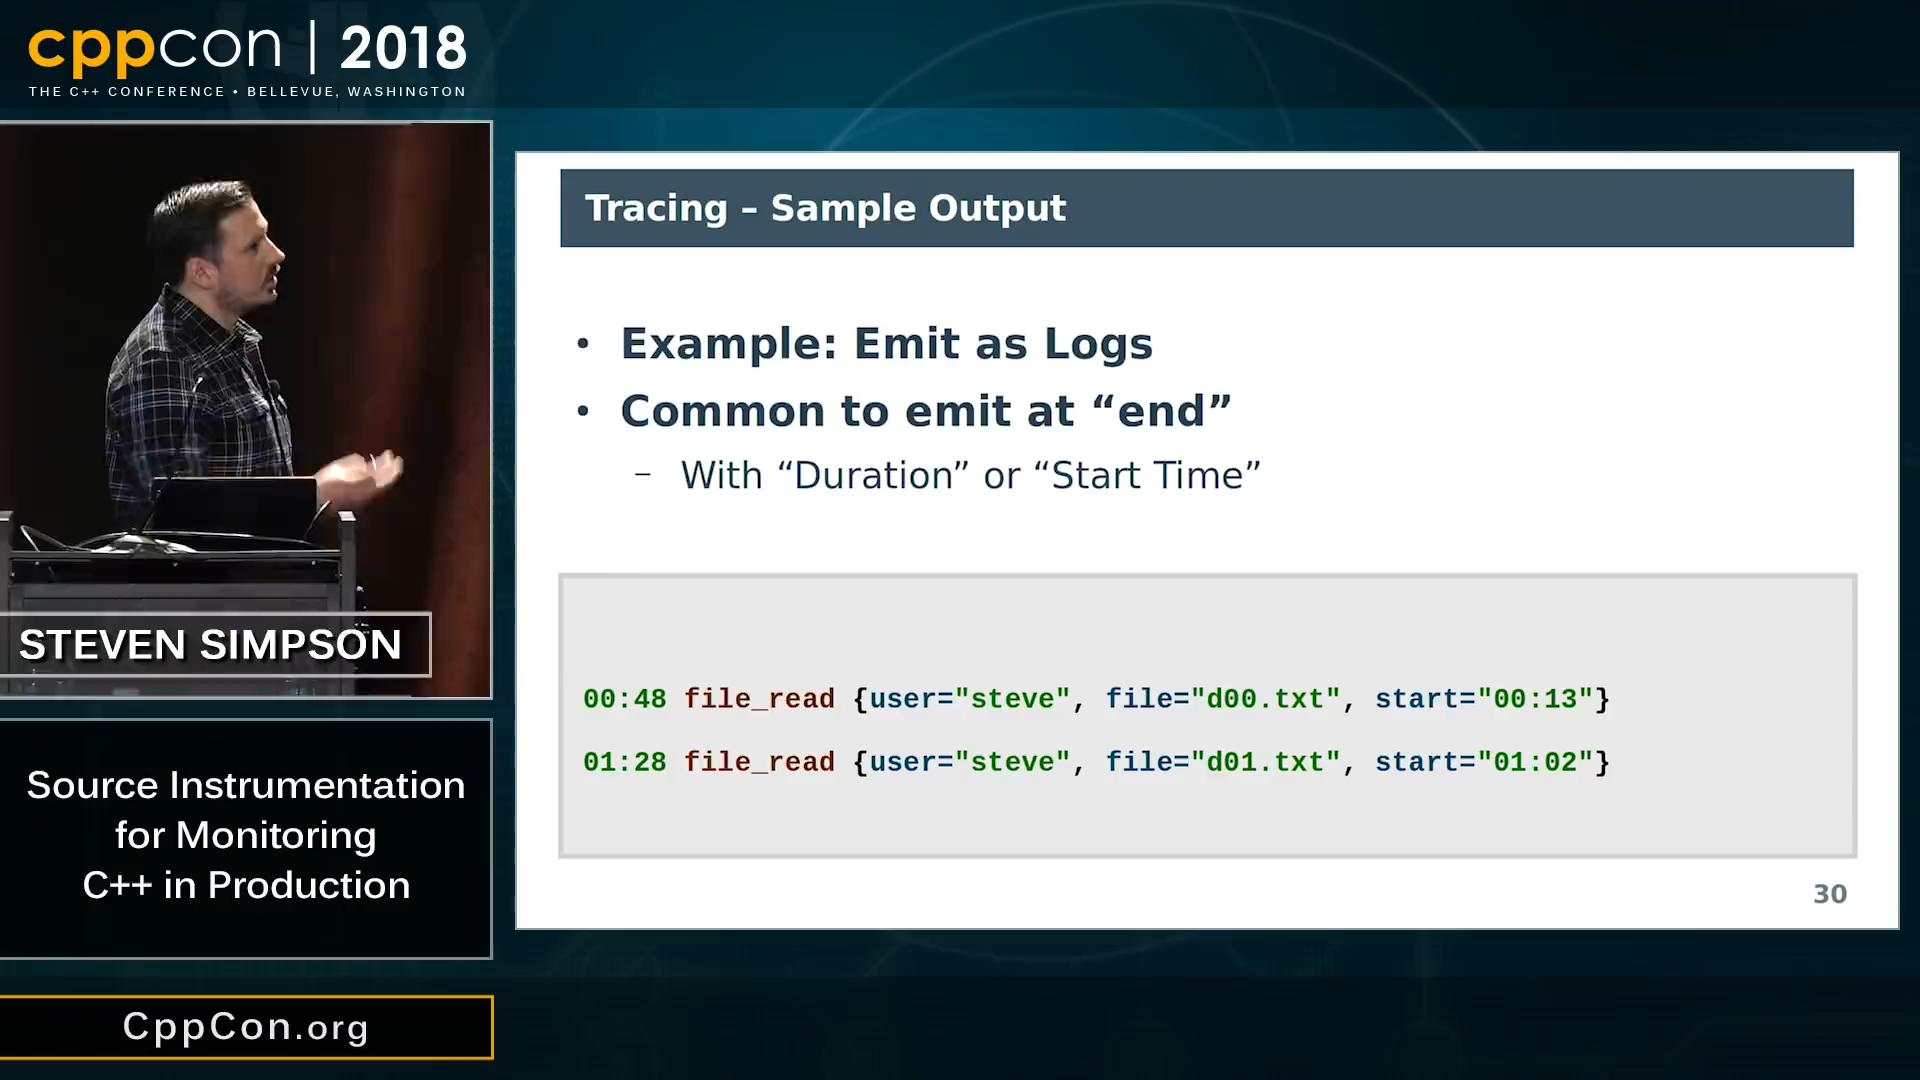 cppcon | 2018
THE C++ CONFERENCE • BELLEVUE, WASHINGTON
STEVEN SIMPSON
Source Instrumentation
for Monitoring
C++ in Production
CppCon.org
Tracing – Sample Output
• Example: Emit as Logs
• Common to emit at “end”
– With “Duration” or “Start Time”
00:48 file_read {user="steve", file="d00.txt", start="00:13"}
01:28 file_read {user="steve", file="d01.txt", start="01:02"}
30